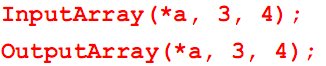 InputArray(*a, 3, 4);
OutputArray(*a, 3, 4);